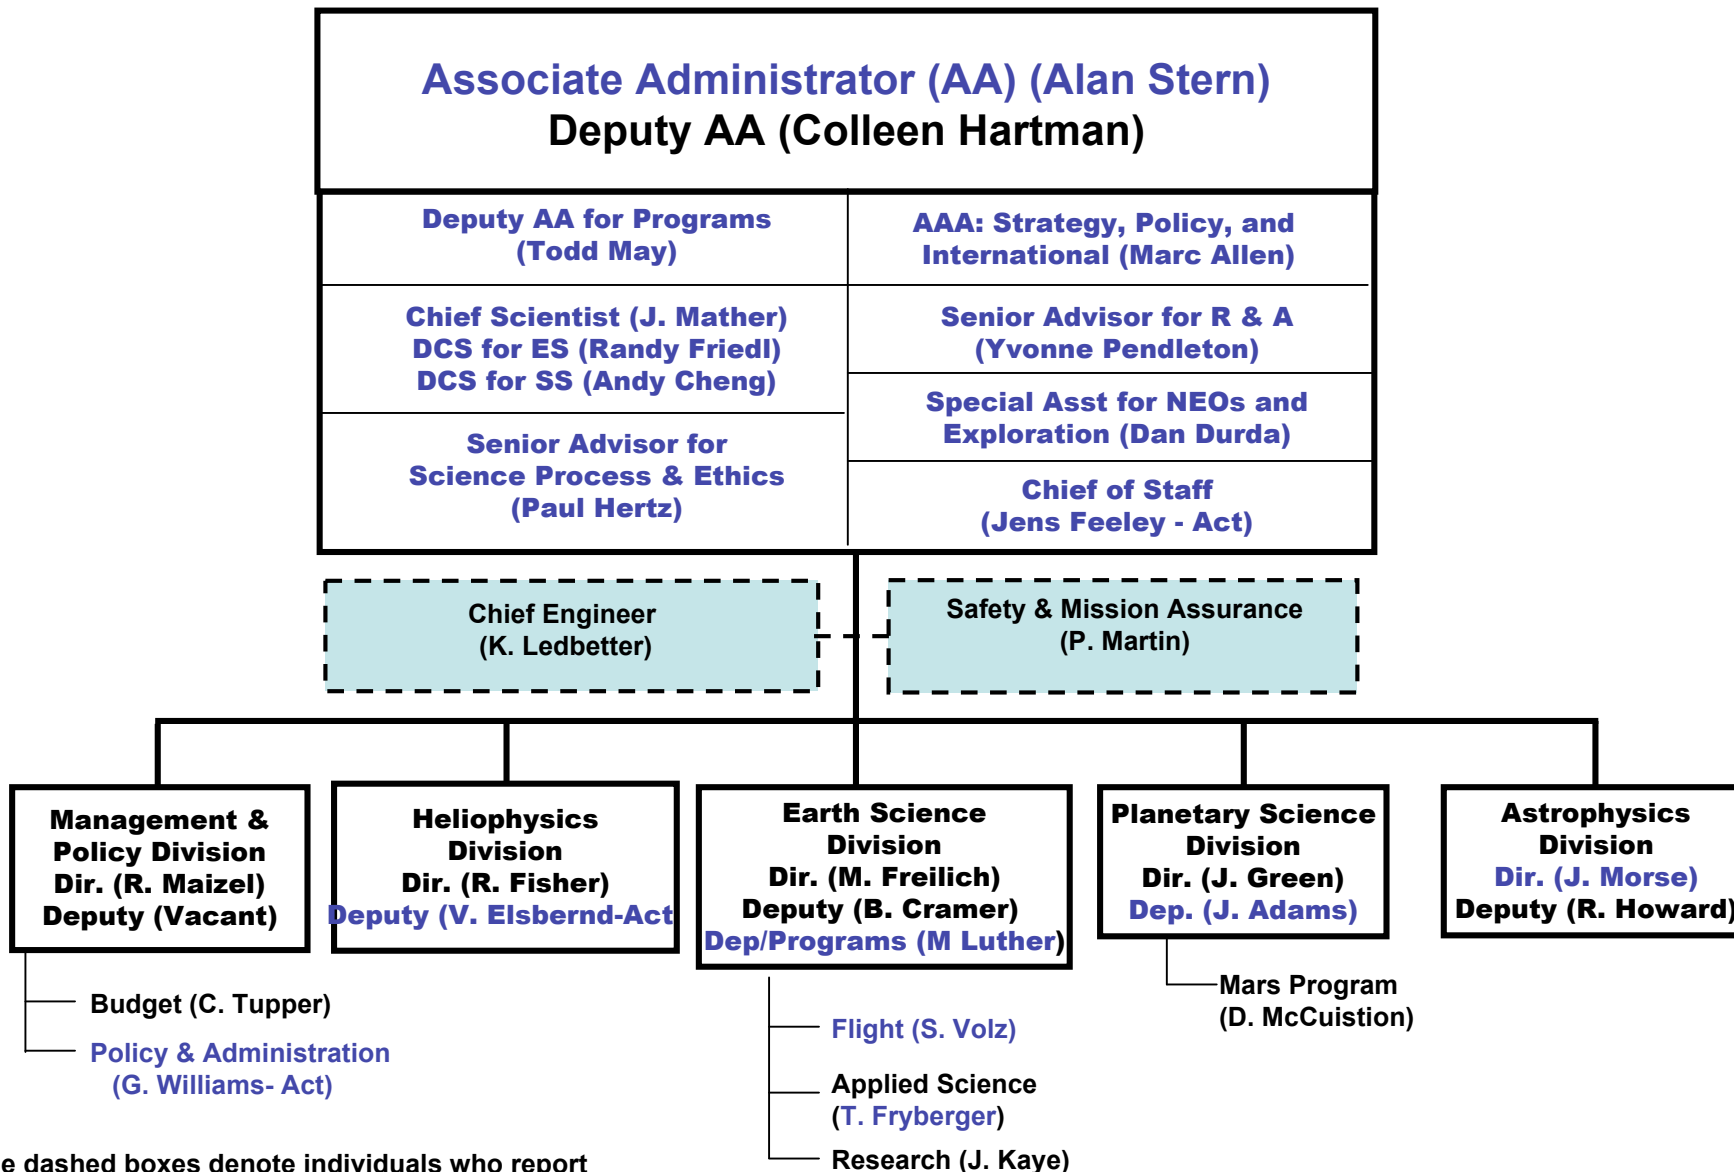 Associate Administrator (AA) (Alan Stern)
Deputy AA (Colleen Hartman)
Deputy AA for Programs
(Todd May)
AAA: Strategy, Policy, and
International (Marc Allen)
Chief Scientist (J. Mather)
DCS for ES (Randy Friedl)
DCS for SS (Andy Cheng)
Senior Advisor for R & A
(Yvonne Pendleton)
Special Asst for NEOs and
Exploration (Dan Durda)
Senior Advisor for
Science Process & Ethics
(Paul Hertz)
Chief of Staff
(Jens Feeley - Act)
Chief Engineer
(K. Ledbetter)
Safety & Mission Assurance
(P. Martin)
Management &
Policy Division
Dir. (R. Maizel)
Deputy (Vacant)
Heliophysics
Division
Dir. (R. Fisher)
Deputy (V. Elsbernd-Act
Earth Science
Division
Dir. (M. Freilich)
Deputy (B. Cramer)
Dep/Programs (M Luther)
Planetary Science
Division
Dir. (J. Green)
Dep. (J. Adams)
Astrophysics
Division
Dir. (J. Morse)
Deputy (R. Howard)
Budget (C. Tupper)
Policy & Administration
(G. Williams- Act)
Flight (S. Volz)
Applied Science
(T. Fryberger)
Research (J. Kaye)
Mars Program
(D. McCuistion)
e dashed boxes denote individuals who report